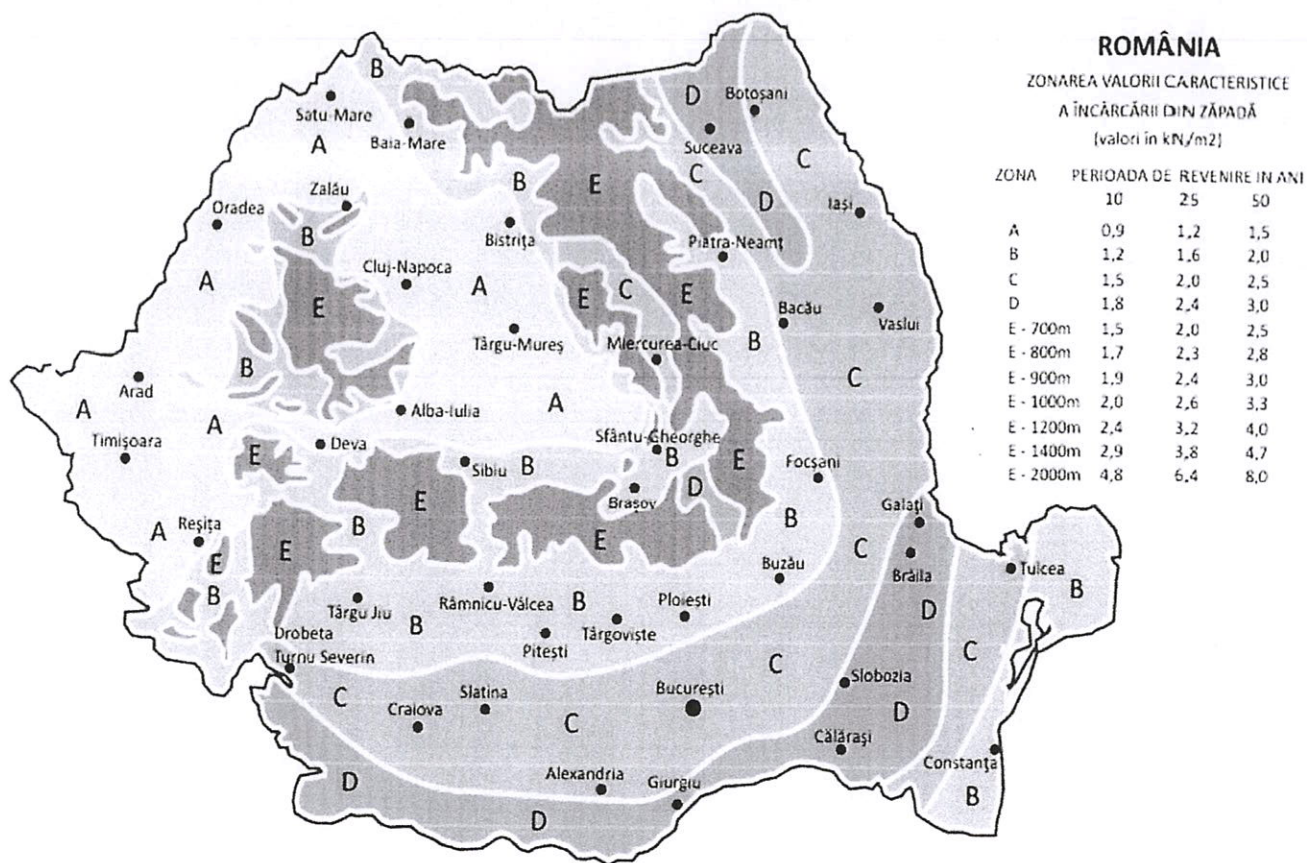 ROMÂNIA
ZONAREA VALORII CARACTERISTICE
A ÎNCĂRCĂRII DIN ZĂPADĂ
(valori în kN/m2)
ZONA PERIOADA DE REVENIRE IN ANI
10 25 50
A 0,9 1,2 1,5
B 1,2 1,6 2,0
C 1,5 2,0 2,5
D 1,8 2,4 3,0
E - 700m 1,5 2,0 2,5
E - 800m 1,7 2,3 2,8
E - 900m 1,9 2,4 3,0
E - 1000m 2,0 2,6 3,3
E - 1200m 2,4 3,2 4,0
E - 1400m 2,9 3,8 4,7
E - 2000m 4,8 6,4 8,0
B
Satu-Mare
A
Baia-Mare
D
Botoșani
Suceava
C
C
B
E
D
Zalău
Oradea
B
Bistrița
Iași
Piatra-Neamț
Cluj-Napoca
A
A
E
E
C
E
Bacău
Vaslui
Târgu-Mureș
Miercurea-Ciuc
B
B
C
Arad
A
A
Alba-Iulia
A
Timișoara
Deva
Sfântu-Gheorghe
E
Sibiu
B
B
E
Focșani
D
Brașov
A
Reșița
E
B
E
E
B
Galați
E
C
Buzău
Brăila
Tulcea
B
B
Târgu Jiu
Râmnicu-Vâlcea
B
Ploiești
D
B
Târgoviște
Pitești
Drobeta
Turnu Severin
C
C
C
Slatina
București
Slobozia
Craiova
C
D
Călărași
Constanța
D
Alexandria
Giurgiu
B
D